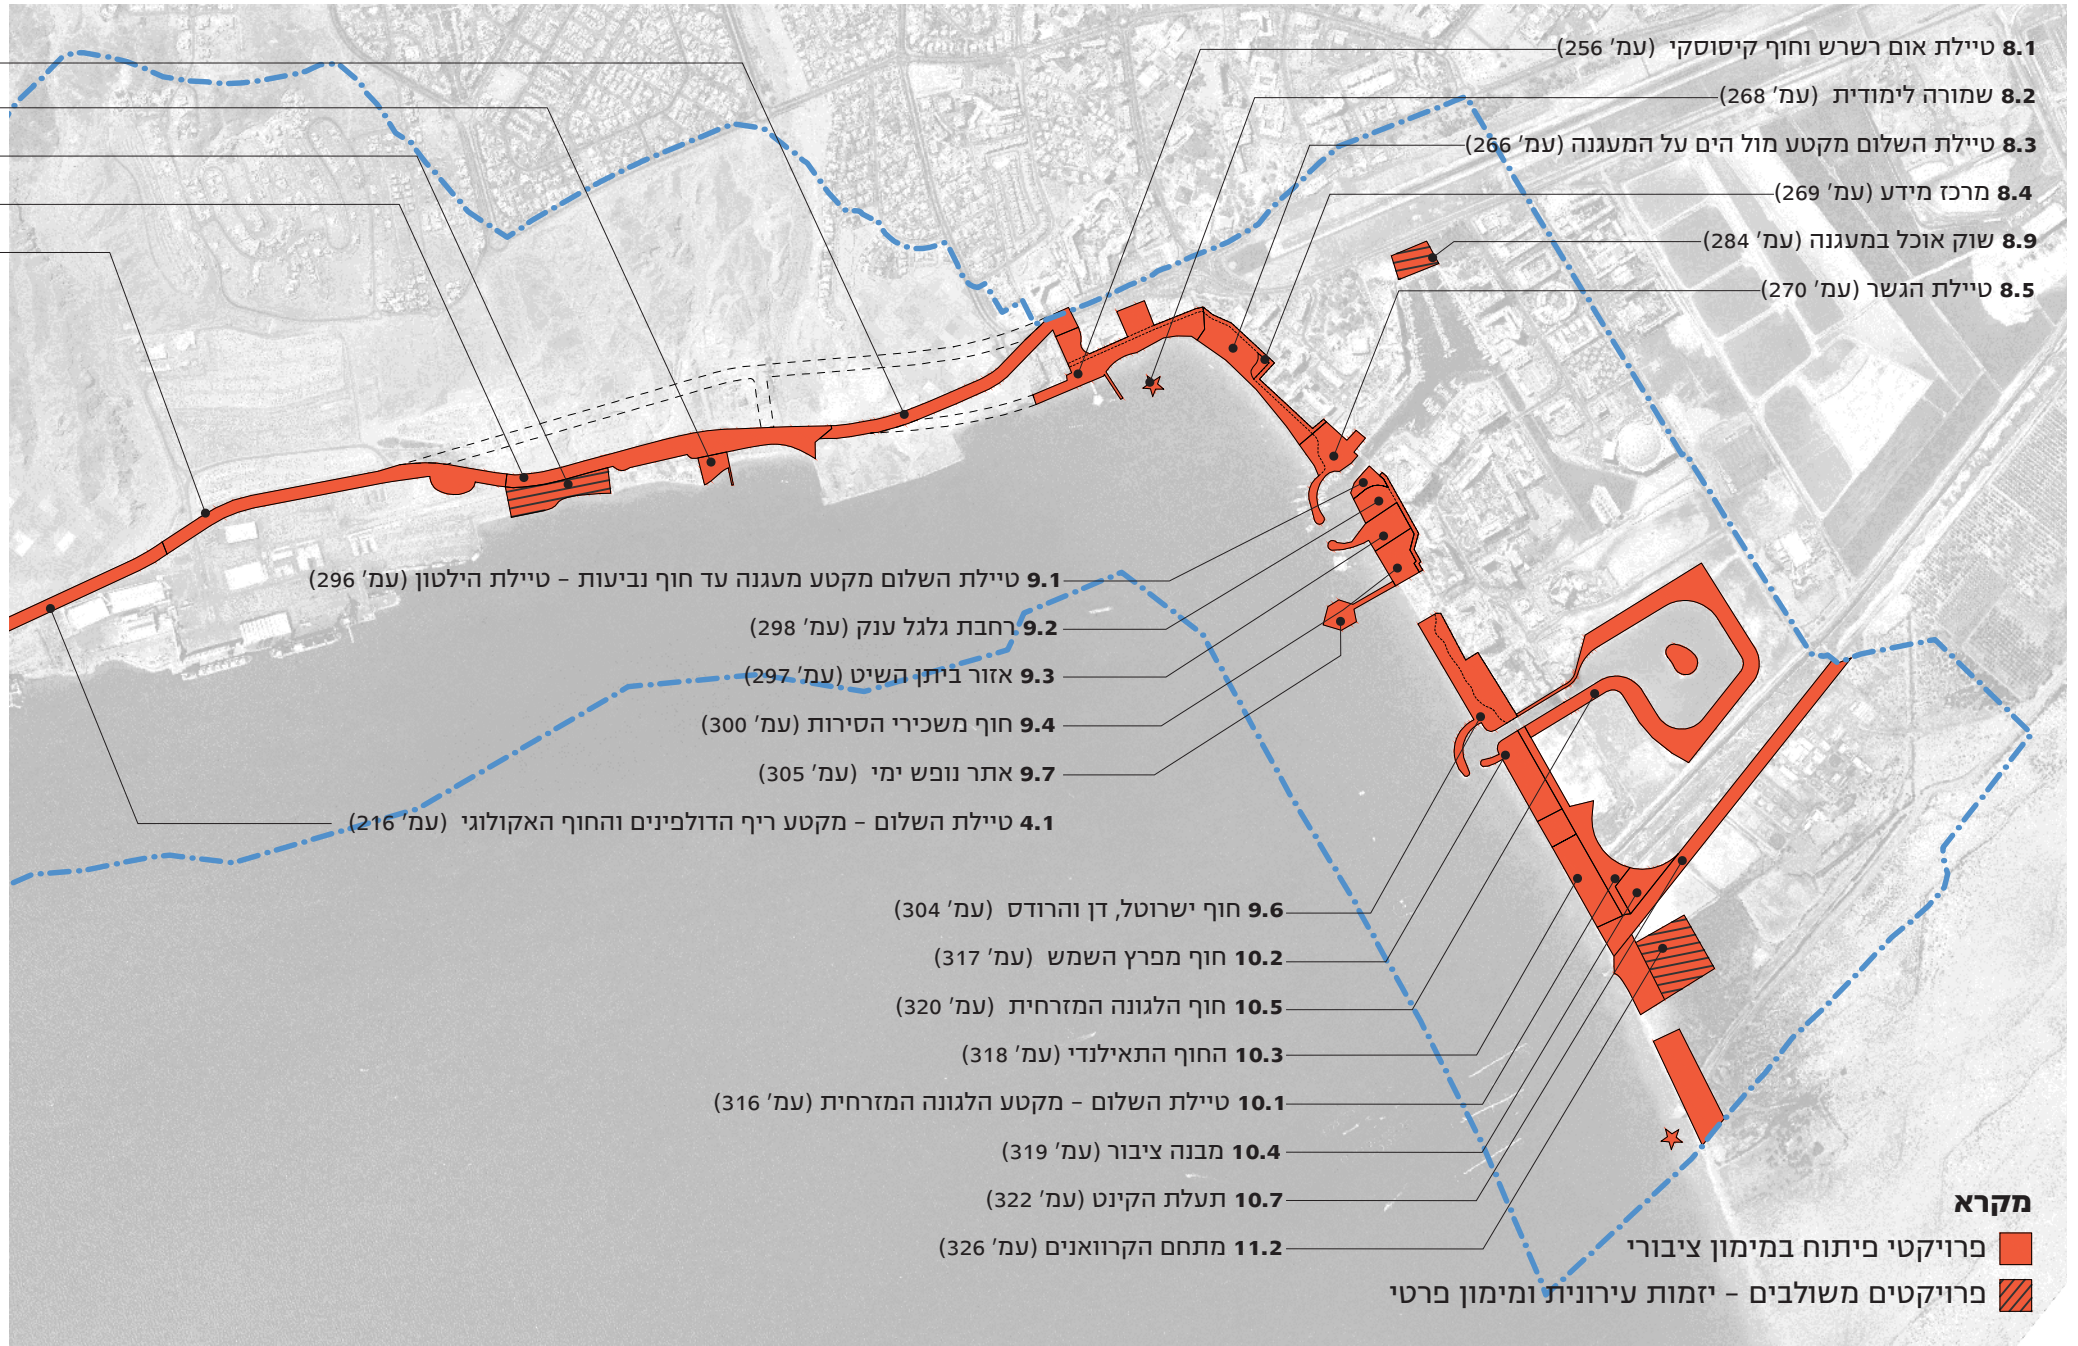 8.1 טיילת אום רשרש וחוף קיסוסקי (עמ' 256)
8.2 שמורה לימודית (עמ' 268)
8.3 טיילת השלום מקטע מול הים על המעגנה (עמ' 266)
8.4 מרכז מידע (עמ' 269)
8.9 שוק אוכל במעגנה (עמ' 284)
8.5 טיילת הגשר (עמ' 270)
9.1 טיילת השלום מקטע מעגנה עד חוף נביעות – טיילת הילטון (עמ' 296)
9.2 רחבת גלגל ענק (עמ' 298)
9.3 אזור ביתן השיט (עמ' 297)
9.4 חוף משכירי הסירות (עמ' 300)
9.7 אתר נופש ימי (עמ' 305)
4.1 טיילת השלום – מקטע ריף הדולפינים והחוף האקולוגי (עמ' 216)
9.6 חוף ישרוטל, דן והרודס (עמ' 304)
10.2 חוף מפרץ השמש (עמ' 317)
10.5 חוף הלגונה המזרחית (עמ' 320)
10.3 החוף התאילנדי (עמ' 318)
10.1 טיילת השלום – מקטע הלגונה המזרחית (עמ' 316)
10.4 מבנה ציבור (עמ' 319)
10.7 תעלת הקינט (עמ' 322)
11.2 מתחם הקרוואנים (עמ' 326)
מקרא
פרויקטי פיתוח במימון ציבורי
פרויקטים משולבים – יזמות עירונית ומימון פרטי